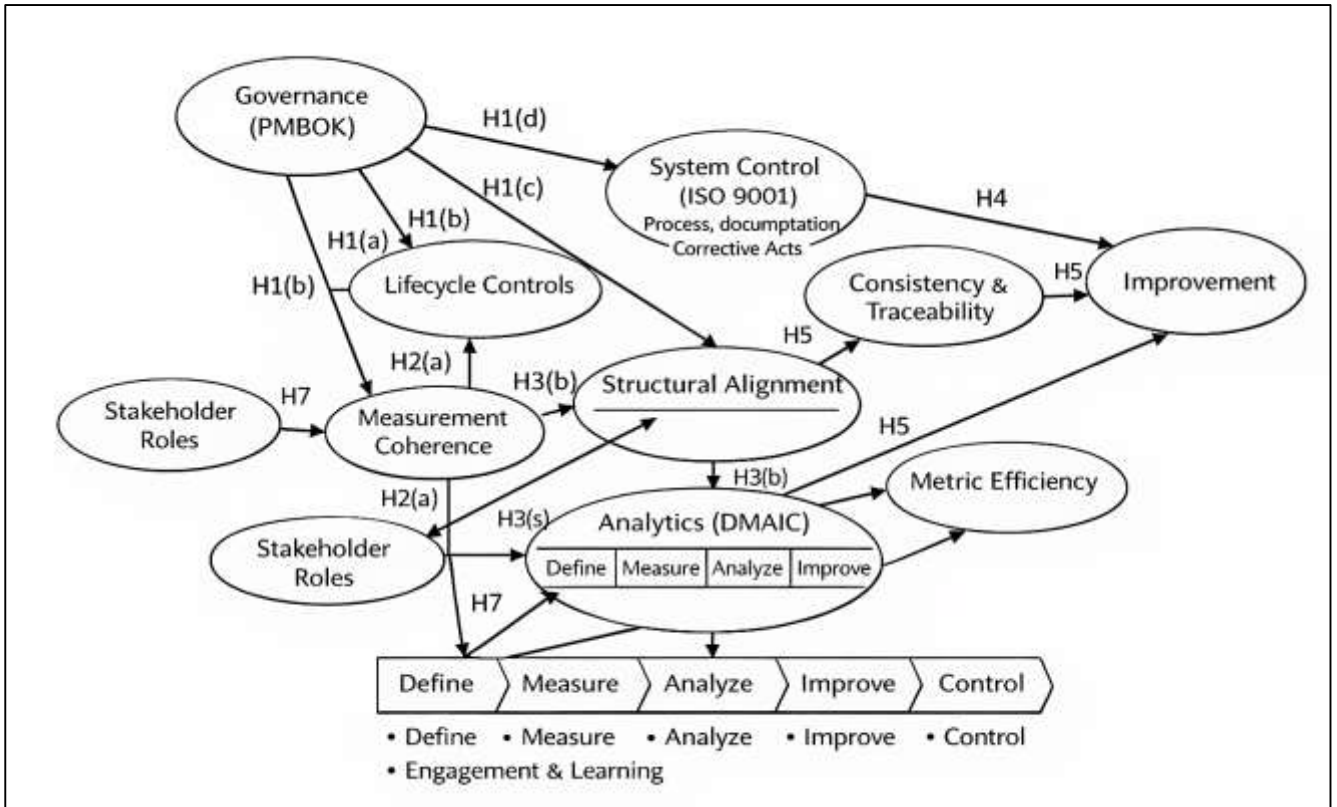 Governance
(PMBOK)
H1(d)
System Control
(ISO 9001)
Process, documptation
Corrective Acts
H1(c)
H4
H1(b)
H1(a)
H1(b)
Lifecycle Controls
Consistency &
Traceability
H5
Improvement
H2(a)
H3(b)
H5
Structural Alignment
Stakeholder
Roles
H7
Measurement
Coherence
H5
H2(a)
H3(b)
Metric Efficiency
Stakeholder
Roles
H3(s)
Analytics (DMAIC)
Define Measure Analyze Improve
H7
Define Measure Analyze Improve Control
• Define • Measure • Analyze • Improve • Control
• Engagement & Learning